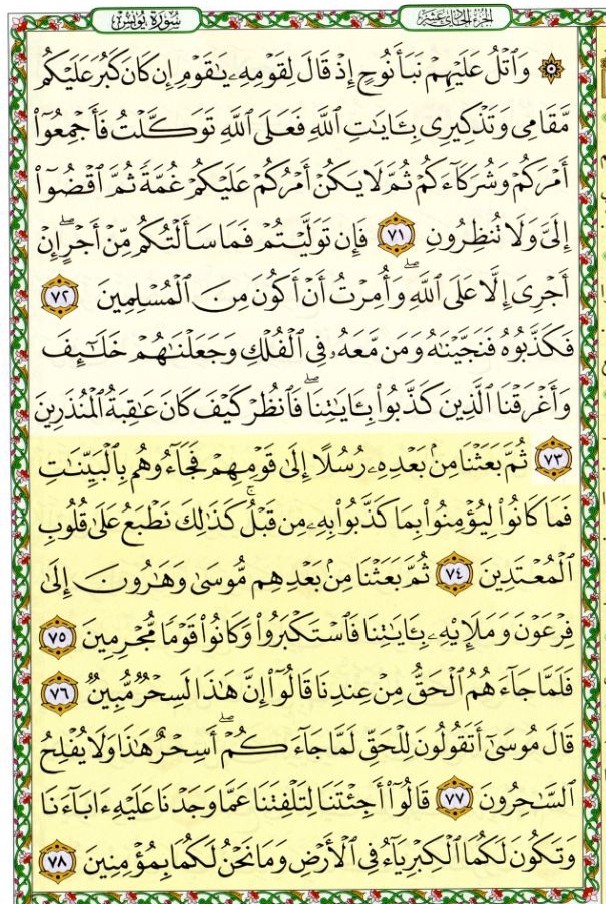 سُورَةُ يُونُسَ
الجُزْءُ الحَادِي عَشَرَ
۞ وَٱتْلُ عَلَيْهِمْ نَبَأَ نُوحٍ إِذْ قَالَ لِقَوْمِهِۦ يَٰقَوْمِ إِن كَانَ كَبُرَ عَلَيْكُم
مَّقَامِى وَتَذْكِيرِى بِـَٔايَٰتِ ٱللَّهِ فَعَلَى ٱللَّهِ تَوَكَّلْتُ فَأَجْمِعُوٓا۟
أَمْرَكُمْ وَشُرَكَآءَكُمْ ثُمَّ لَا يَكُنْ أَمْرُكُمْ عَلَيْكُمْ غُمَّةً ثُمَّ ٱقْضُوٓا۟
إِلَىَّ وَلَا تُنظِرُونِ ٧١ فَإِن تَوَلَّيْتُمْ فَمَا سَأَلْتُكُم مِّنْ أَجْرٍ ۖ إِنْ
أَجْرِىَ إِلَّا عَلَى ٱللَّهِ ۖ وَأُمِرْتُ أَنْ أَكُونَ مِنَ ٱلْمُسْلِمِينَ ٧٢
فَكَذَّبُوهُ فَنَجَّيْنَٰهُ وَمَن مَّعَهُۥ فِى ٱلْفُلْكِ وَجَعَلْنَٰهُمْ خَلَٰٓئِفَ
وَأَغْرَقْنَا ٱلَّذِينَ كَذَّبُوا۟ بِـَٔايَٰتِنَا ۖ فَٱنظُرْ كَيْفَ كَانَ عَٰقِبَةُ ٱلْمُنذَرِينَ
٧٣ ثُمَّ بَعَثْنَا مِنۢ بَعْدِهِۦ رُسُلًا إِلَىٰ قَوْمِهِمْ فَجَآءُوهُم بِٱلْبَيِّنَٰتِ
فَمَا كَانُوا۟ لِيُؤْمِنُوا۟ بِمَا كَذَّبُوا۟ بِهِۦ مِن قَبْلُ ۚ كَذَٰلِكَ نَطْبَعُ عَلَىٰ قُلُوبِ
ٱلْمُعْتَدِينَ ٧٤ ثُمَّ بَعَثْنَا مِنۢ بَعْدِهِم مُّوسَىٰ وَهَٰرُونَ إِلَىٰ
فِرْعَوْنَ وَمَلَإِي۟هِۦ بِـَٔايَٰتِنَا فَٱسْتَكْبَرُوا۟ وَكَانُوا۟ قَوْمًا مُّجْرِمِينَ ٧٥
فَلَمَّا جَآءَهُمُ ٱلْحَقُّ مِنْ عِندِنَا قَالُوٓا۟ إِنَّ هَٰذَا لَسِحْرٌ مُّبِينٌ ٧٦
قَالَ مُوسَىٰٓ أَتَقُولُونَ لِلْحَقِّ لَمَّا جَآءَكُمْ ۖ أَسِحْرٌ هَٰذَا وَلَا يُفْلِحُ
ٱلسَّٰحِرُونَ ٧٧ قَالُوٓا۟ أَجِئْتَنَا لِتَلْفِتَنَا عَمَّا وَجَدْنَا عَلَيْهِ ءَابَآءَنَا
وَتَكُونَ لَكُمَا ٱلْكِبْرِيَآءُ فِى ٱلْأَرْضِ وَمَا نَحْنُ لَكُمَا بِمُؤْمِنِينَ ٧٨